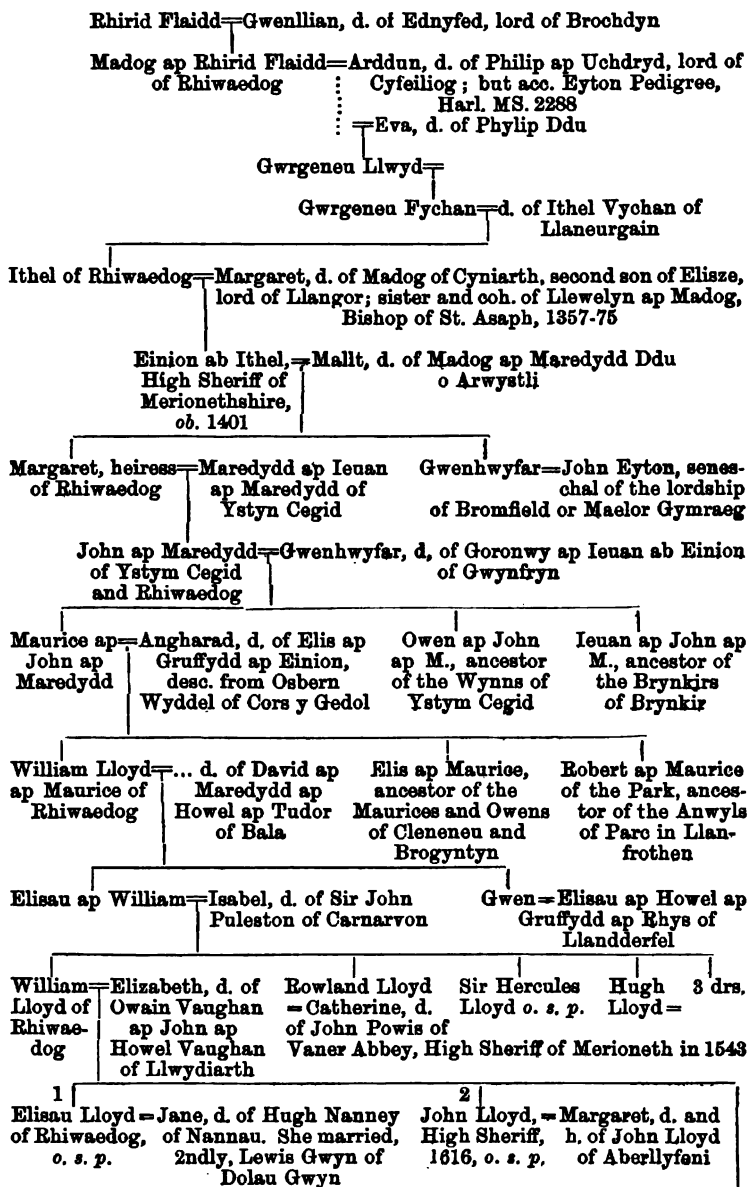 Rhirid Flaidd=Gwenllian, d. of Ednyfed, lord of Brochdyn
Madog ap Rhirid Flaidd=Arddun, d. of Philip ap Uchdryd, lord of
of Rhiwaedog Cyfeiliog; but acc. Eyton Pedigree,
Harl. MS. 2288
=Eva, d. of Phylip Ddu
Gwrgeneu Llwyd=
Gwrgeneu Fychan=d. of Ithel Vychan of
Llaneurgain
Ithel of Rhiwaedog=Margaret, d. of Madog of Cyniarth, second son of Elisze,
lord of Llangor; sister and coh. of Llewelyn ap Madog,
Bishop of St. Asaph, 1357-75
Einion ab Ithel,=Mallt, d. of Madog ap Maredydd Ddu
High Sheriff of o Arwystli
Merionethshire,
ob. 1401
Margaret, heiress=Maredydd ap Ieuan Gwenhwyfar=John Eyton, senes-
of Rhiwaedog ap Maredydd of chal of the lordship
Ystyn Cegid of Bromfield or Maelor Gymraeg
John ap Maredydd=Gwenhwyfar, d, of Goronwy ap Ieuan ab Einion
of Ystym Cegid of Gwynfryn
and Rhiwaedog
Maurice ap=Angharad, d. of Elis ap Owen ap John Ieuan ap John ap
John ap Gruffydd ap Einion, ap M., ancestor M., ancestor of
Maredydd desc. from Osbern of the Wynns of the Brynkirs
Wyddel of Cors y Gedol Ystym Cegid of Brynkir
William Lloyd=... d. of David ap Elis ap Maurice, Robert ap Maurice
ap Maurice of Maredydd ap ancestor of the of the Park, ances-
Rhiwaedog Howel ap Tudor Maurices and Owens tor of the Anwyls
of Bala of Cleneneu and of Parc in Llan-
Brogyntyn frothen
Elisau ap William=Isabel, d. of Sir John Gwen=Elisau ap Howel ap
Puleston of Carnarvon Gruffydd ap Rhys of
Llandderfel
William=Elizabeth, d. of Rowland Lloyd Sir Hercules Hugh 3 drs.
Lloyd of Owain Vaughan =Catherine, d. Lloyd o. s. p. Lloyd=
Rhiwae- ap John ap of John Powis of
dog Howel Vaughan Vaner Abbey, High Sheriff of Merioneth in 1543
of Llwydiarth
1 2
Elisau Lloyd=Jane, d. of Hugh Nanney John Lloyd,=Margaret, d. and
of Rhiwaedog, of Nannau. She married, High Sheriff, h. of John Lloyd
o. s. p. 2ndly, Lewis Gwyn of 1616, o. s. p. of Aberllyfeni
Dolau Gwyn